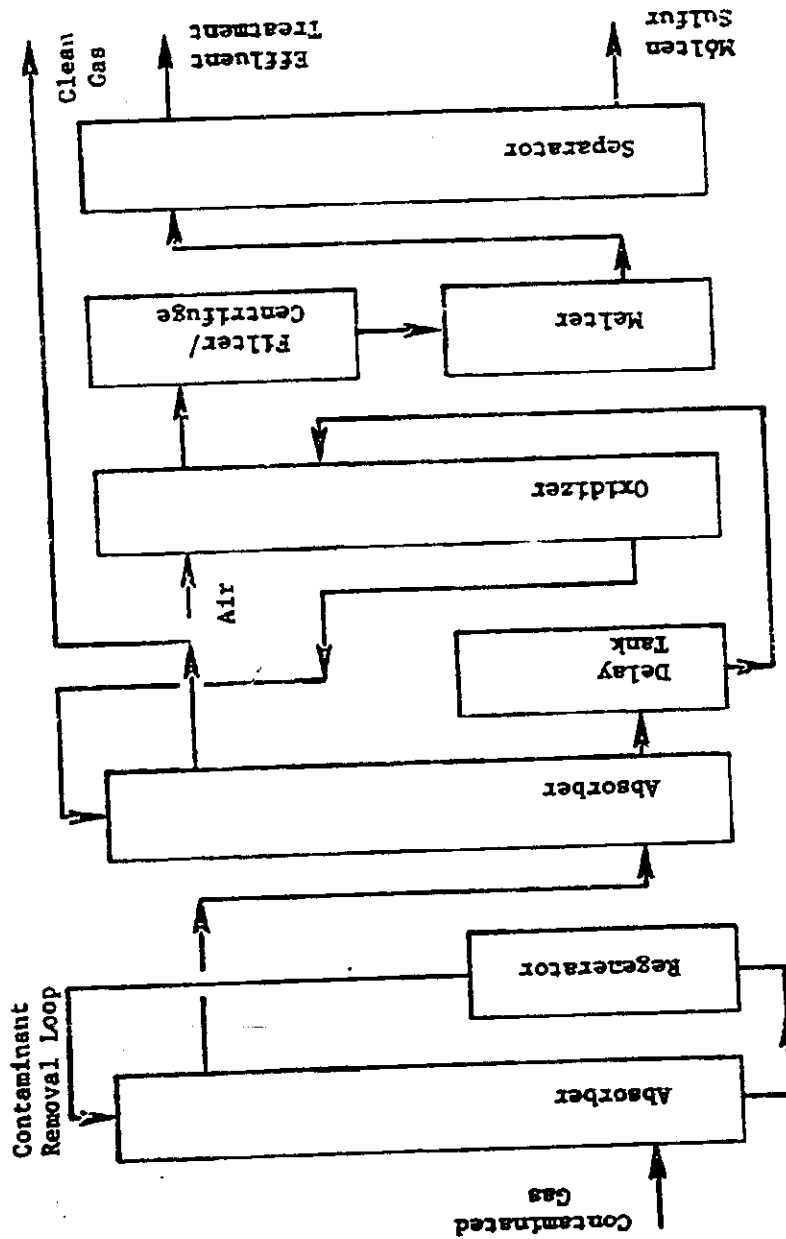 Contaminated
Gas
Contaminant
Removal Loop
Absorber
Regenerator
Absorber
Delay
Tank
Air
Oxidizer
Filter/
Centrifuge
Melter
Separator
Clean
Gas
Effluent
Treatment
Molten
Sulfur